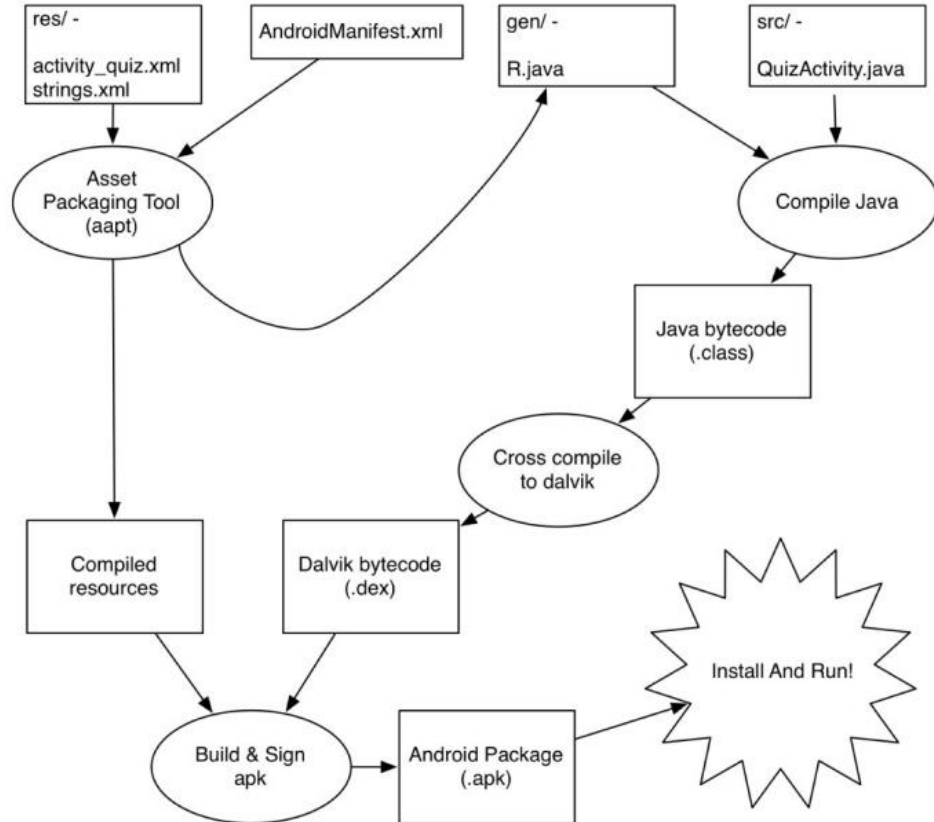 res/ -
activity_quiz.xml
strings.xml
AndroidManifest.xml
gen/ -
R.java
src/ -
QuizActivity.java
Asset
Packaging Tool
(aapt)
Compile Java
Java bytecode
(.class)
Cross compile
to dalvik
Compiled
resources
Dalvik bytecode
(.dex)
Install And Run!
Build & Sign
apk
Android Package
(.apk)